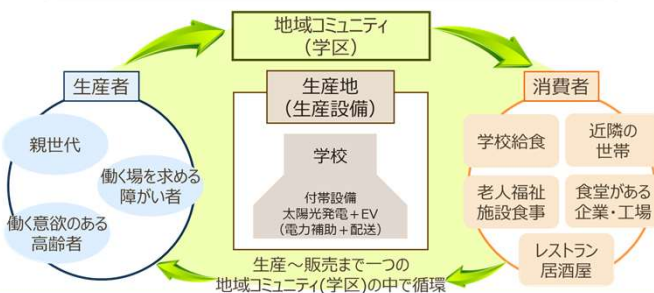 地域コミュニティ
(学区)
生産者
親世代
働く場を求める
障がい者
働く意欲のある
高齢者
生産地
(生産設備)
学校
付帯設備
太陽光発電+EV
(電力補助+配送)
消費者
学校給食
近隣の
世帯
老人福祉
施設食事
食堂がある
企業・工場
レストラン
居酒屋
生産～販売まで一つの
地域コミュニティ(学区)の中で循環